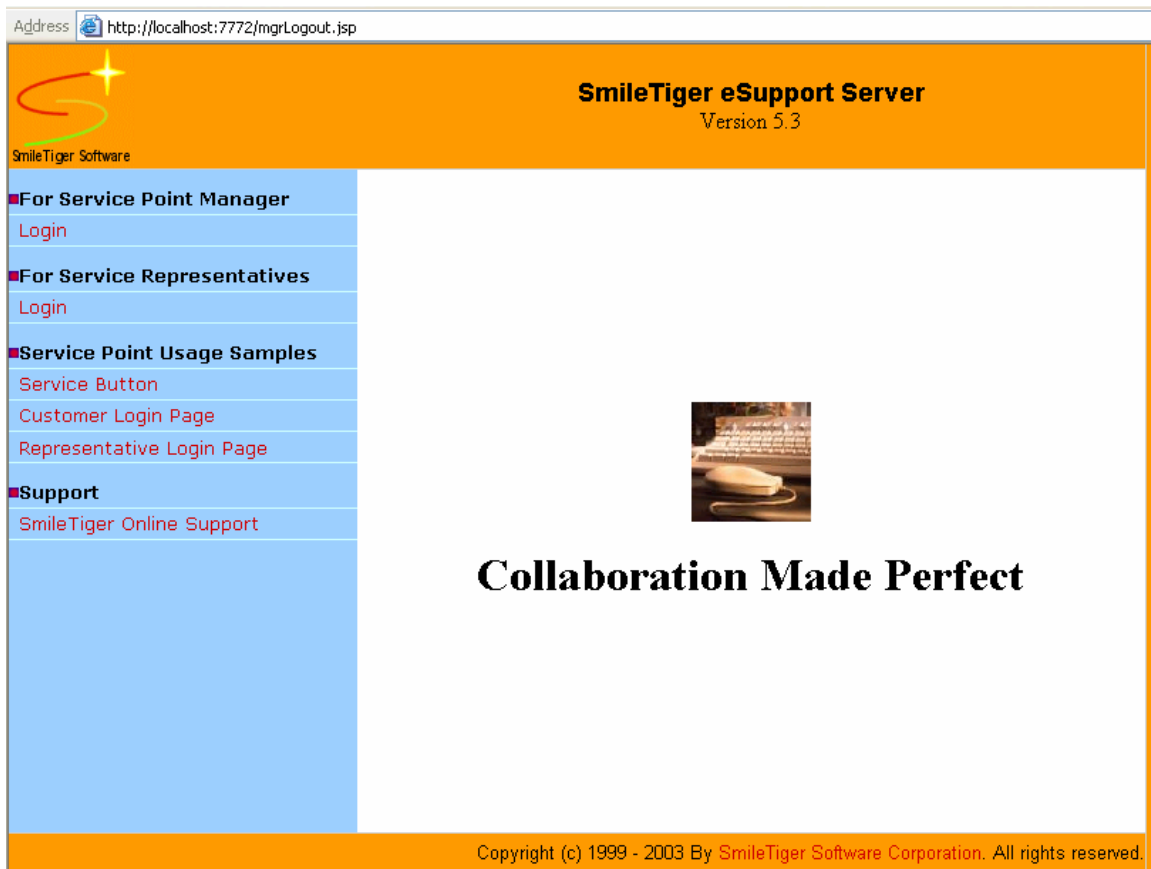 Address http://localhost:7772/mgrLogout.jsp
SmileTiger Software
SmileTiger eSupport Server
Version 5.3
For Service Point Manager
Login
For Service Representatives
Login
Service Point Usage Samples
Service Button
Customer Login Page
Representative Login Page
Support
SmileTiger Online Support
Collaboration Made Perfect
Copyright (c) 1999 - 2003 By SmileTiger Software Corporation. All rights reserved.